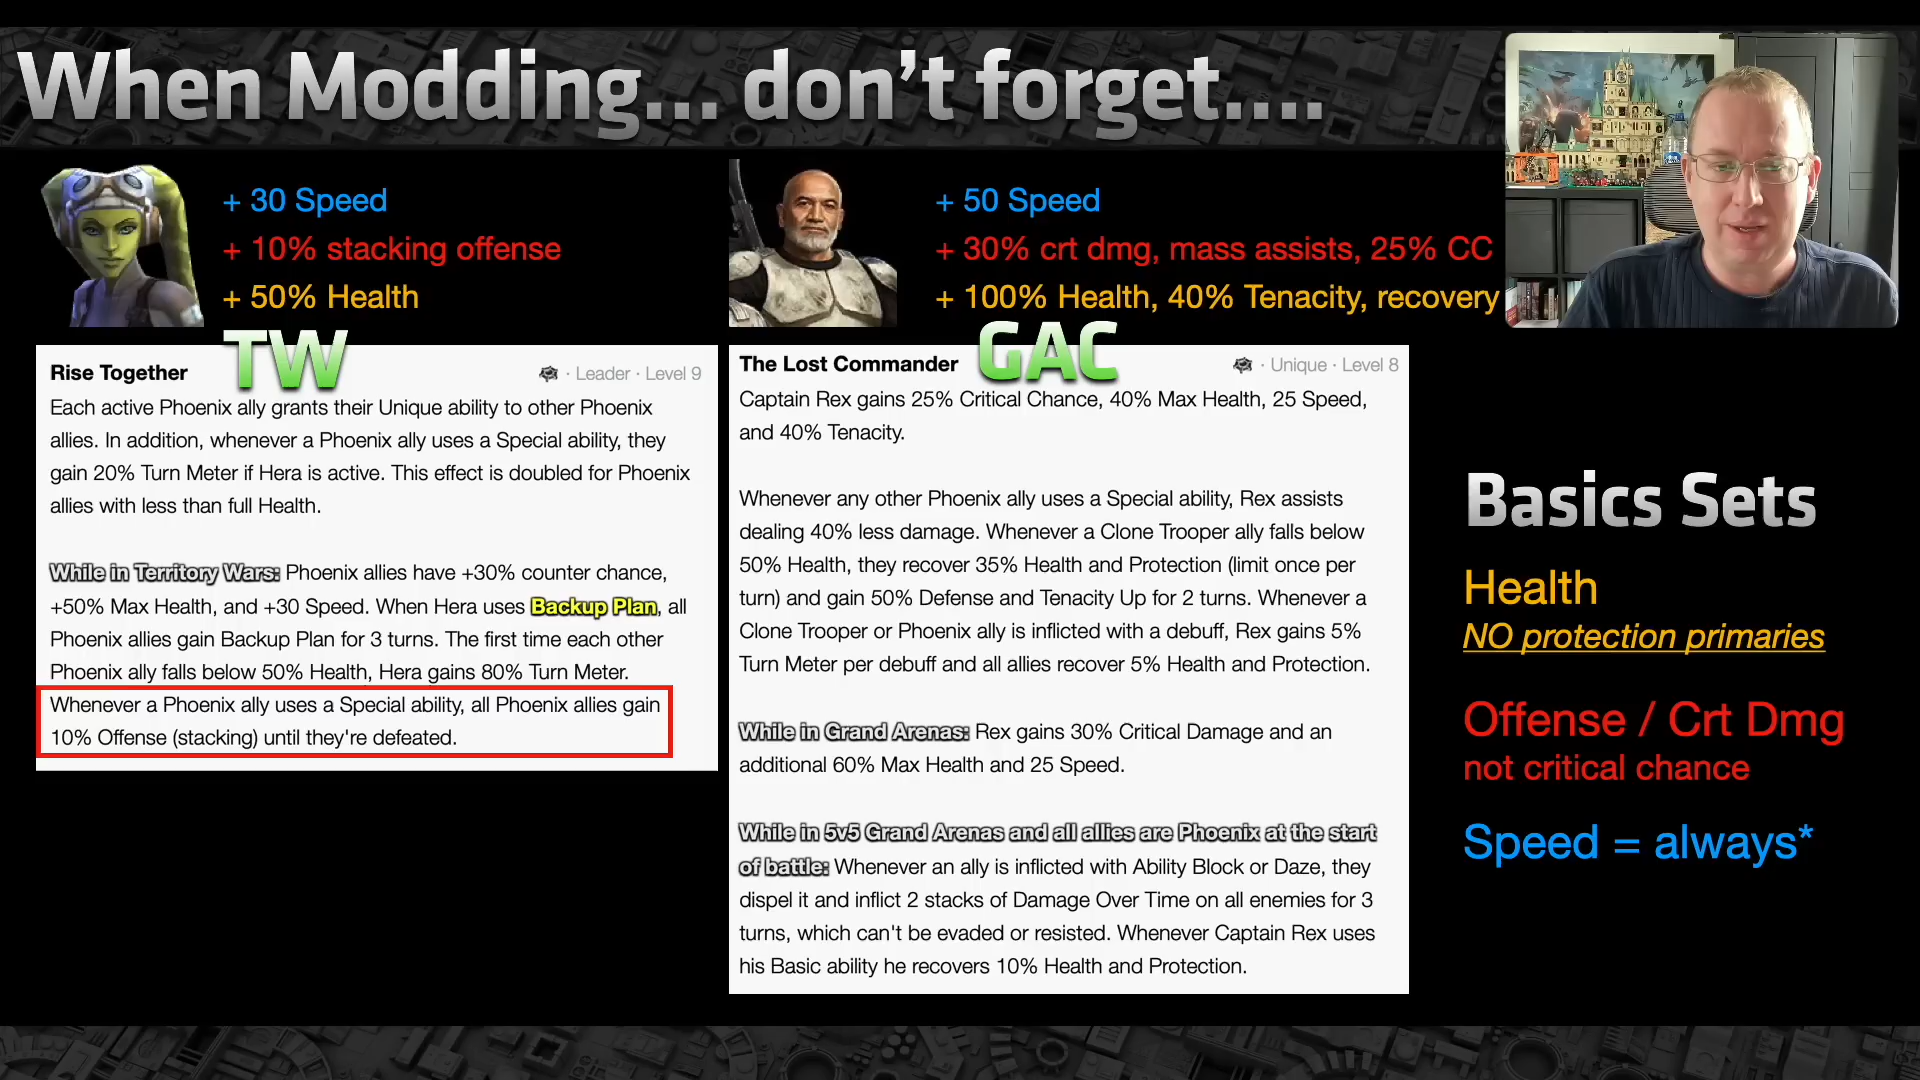 When Modding... don't forget....
+ 30 Speed
+ 10% stacking offense
+ 50% Health
TW
Rise Together
· Leader · Level 9
Each active Phoenix ally grants their Unique ability to other Phoenix
allies. In addition, whenever a Phoenix ally uses a Special ability, they
gain 20% Turn Meter if Hera is active. This effect is doubled for Phoenix
allies with less than full Health.
While in Territory Wars: Phoenix allies have +30% counter chance,
+50% Max Health, and +30 Speed. When Hera uses Backup Plan, all
Phoenix allies gain Backup Plan for 3 turns. The first time each other
Phoenix ally falls below 50% Health, Hera gains 80% Turn Meter.
Whenever a Phoenix ally uses a Special ability, all Phoenix allies gain
10% Offense (stacking) until they're defeated.
+ 50 Speed
+ 30% crt dmg, mass assists, 25% CC
+ 100% Health, 40% Tenacity, recovery
GAC
The Lost Commander
· Unique · Level 8
Captain Rex gains 25% Critical Chance, 40% Max Health, 25 Speed,
and 40% Tenacity.
Whenever any other Phoenix ally uses a Special ability, Rex assists
dealing 40% less damage. Whenever a Clone Trooper ally falls below
50% Health, they recover 35% Health and Protection (limit once per
turn) and gain 50% Defense and Tenacity Up for 2 turns. Whenever a
Clone Trooper or Phoenix ally is inflicted with a debuff, Rex gains 5%
Turn Meter per debuff and all allies recover 5% Health and Protection.
While in Grand Arenas: Rex gains 30% Critical Damage and an
additional 60% Max Health and 25 Speed.
While in 5v5 Grand Arenas and all allies are Phoenix at the start
of battle: Whenever an ally is inflicted with Ability Block or Daze, they
dispel it and inflict 2 stacks of Damage Over Time on all enemies for 3
turns, which can't be evaded or resisted. Whenever Captain Rex uses
his Basic ability he recovers 10% Health and Protection.
Basics Sets
Health
NO protection primaries
Offense / Crt Dmg
not critical chance
Speed = always*